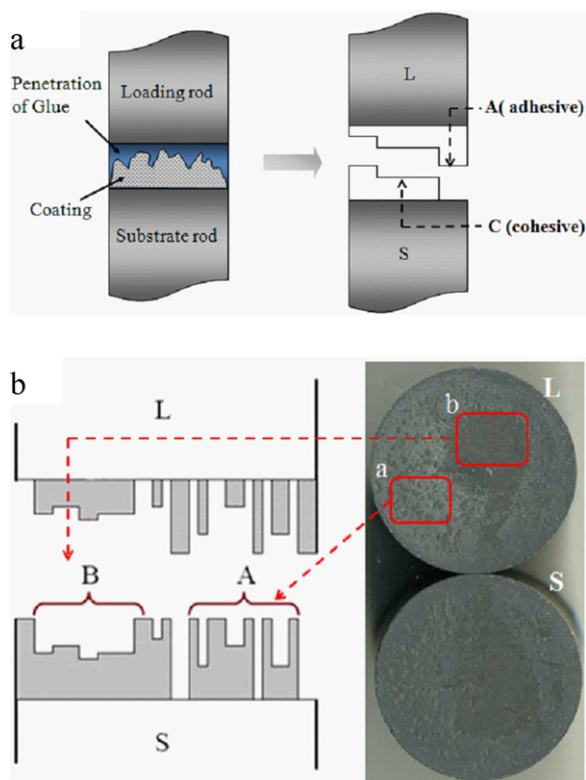 a
Penetration
of Glue
Loading rod
Coating
Substrate rod
L
A( adhesive)
C (cohesive)
S
b
L
B
A
S
L
b
a
S